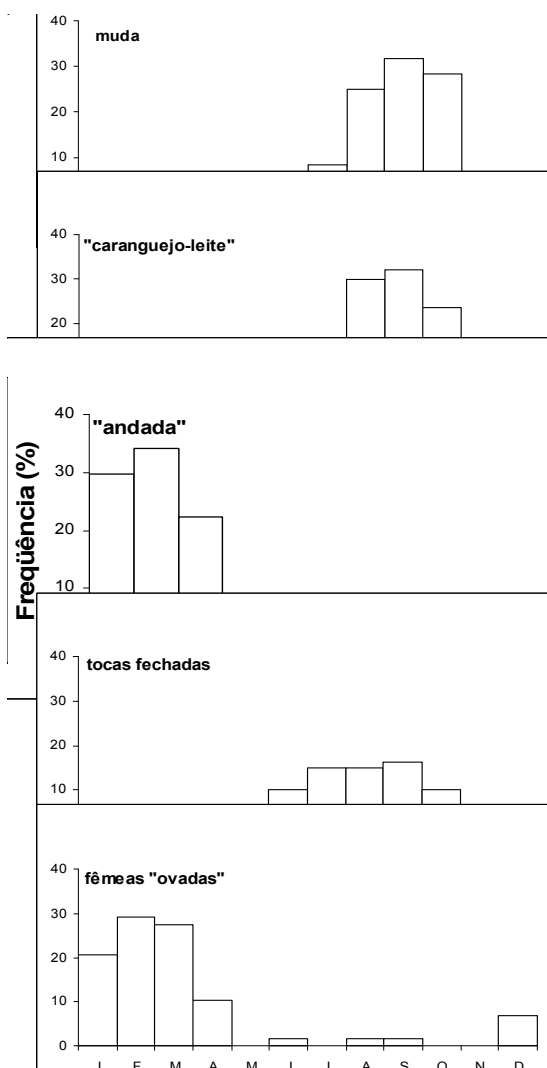 40
muda
30
20
10
40
"caranguejo-leite"
30
20
Freqüência (%)
40
"andada"
30
20
10
40
tocas fechadas
30
20
10
40
fêmeas "ovadas"
30
20
10
0
J F M A M J J A S O N D